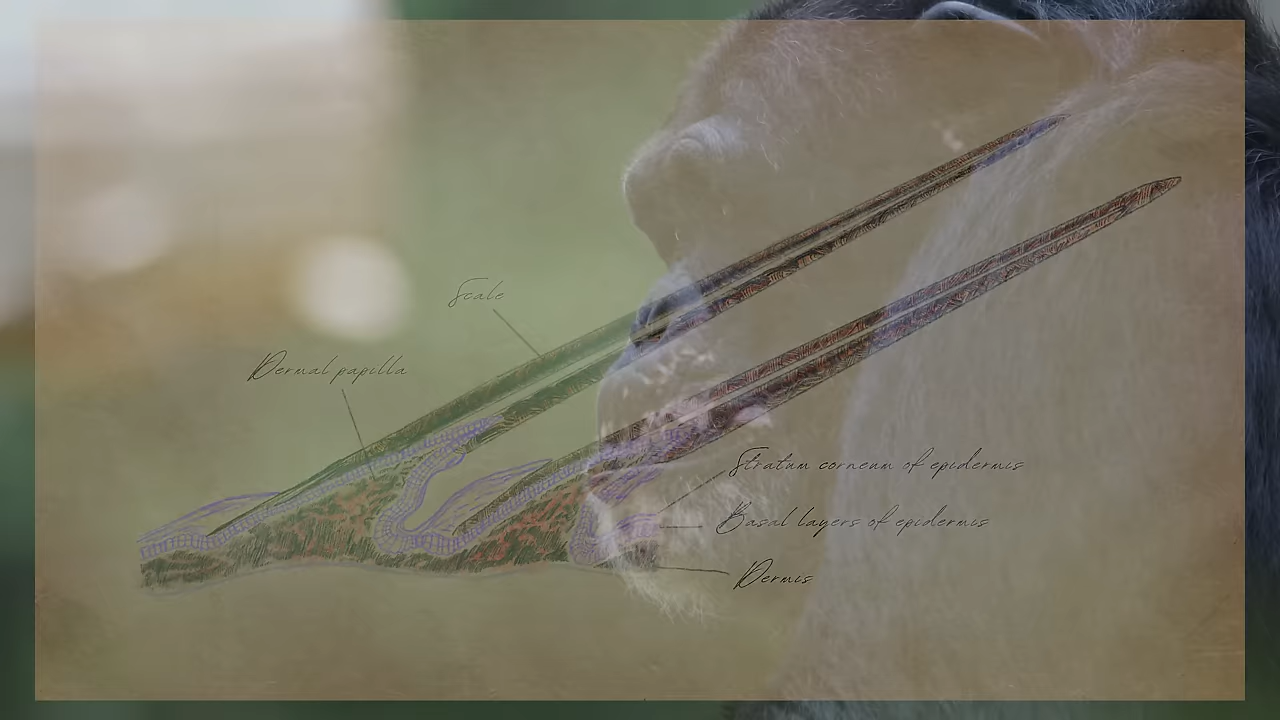 Scale
Dermal papilla
Stratum corneum of epidermis
Basal layers of epidermis
Dermis